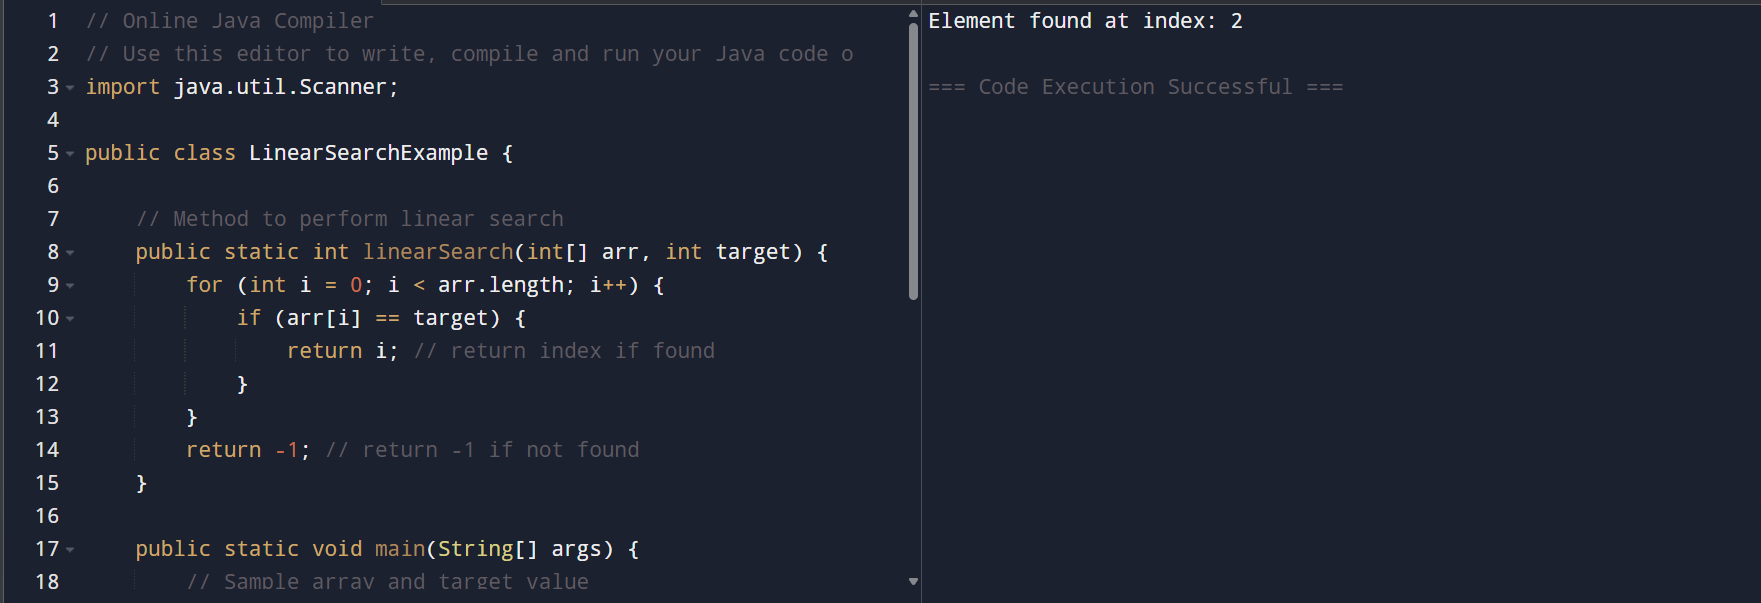 1 // Online Java Compiler
2 // Use this editor to write, compile and run your Java code o
3 import java.util.Scanner;
4
5 public class LinearSearchExample {
6
7     // Method to perform linear search
8     public static int linearSearch(int[] arr, int target) {
9         for (int i = 0; i < arr.length; i++) {
10             if (arr[i] == target) {
11                 return i; // return index if found
12             }
13         }
14         return -1; // return -1 if not found
15     }
16
17     public static void main(String[] args) {
18         // Sample array and target value
Element found at index: 2
=== Code Execution Successful ===